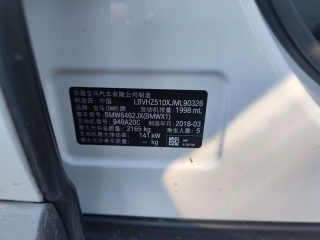 华晨宝马汽车有限公司制造
制造国：中国 LBVHZ510XJML90326
品牌：宝马(BMW)牌 发动机排量：1998 mL
整车型号：BMW6462JX(BMWX1)
发动机型号：B48A20C 制造年月：2018-03
最大允许总质量：2165 kg 乘坐人数：5
发动机最大净功率：141 kW
-- kg